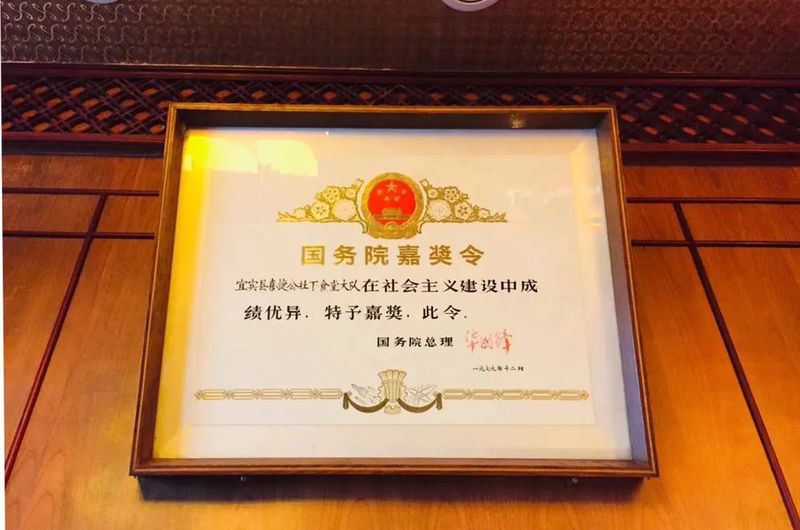 国务院嘉奖令
宜宾县喜捷公社下食堂大队在社会主义建设中成
绩优异，特予嘉奖，此令。
国务院总理 华国锋
一九七九年十二月